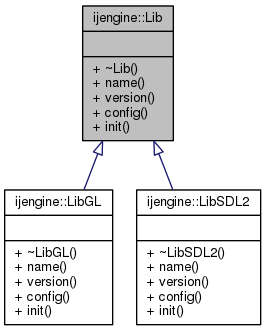 ijengine::Lib
+ ~Lib()
+ name()
+ version()
+ config()
+ init()
ijengine::LibGL
+ ~LibGL()
+ name()
+ version()
+ config()
+ init()
ijengine::LibSDL2
+ ~LibSDL2()
+ name()
+ version()
+ config()
+ init()